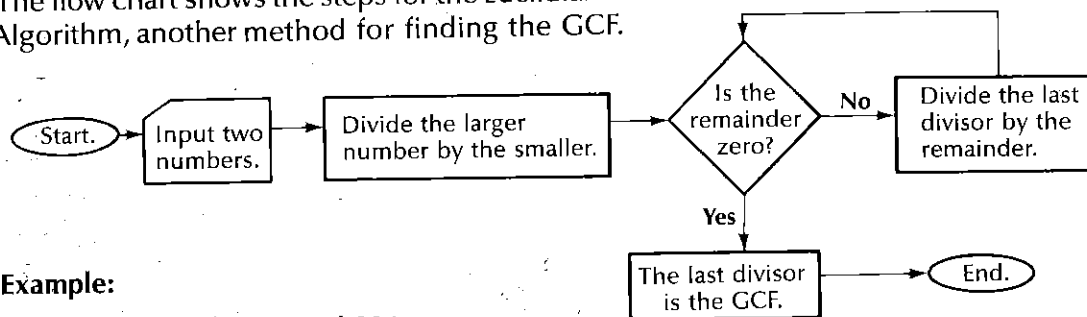 The flow chart shows the steps for the
Algorithm, another method for finding the GCF.
Start.
Input two
numbers.
Divide the larger
number by the smaller.
Is the
remainder
zero?
No
Divide the last
divisor by the
remainder.
Yes
The last divisor
is the GCF.
End.
Example: